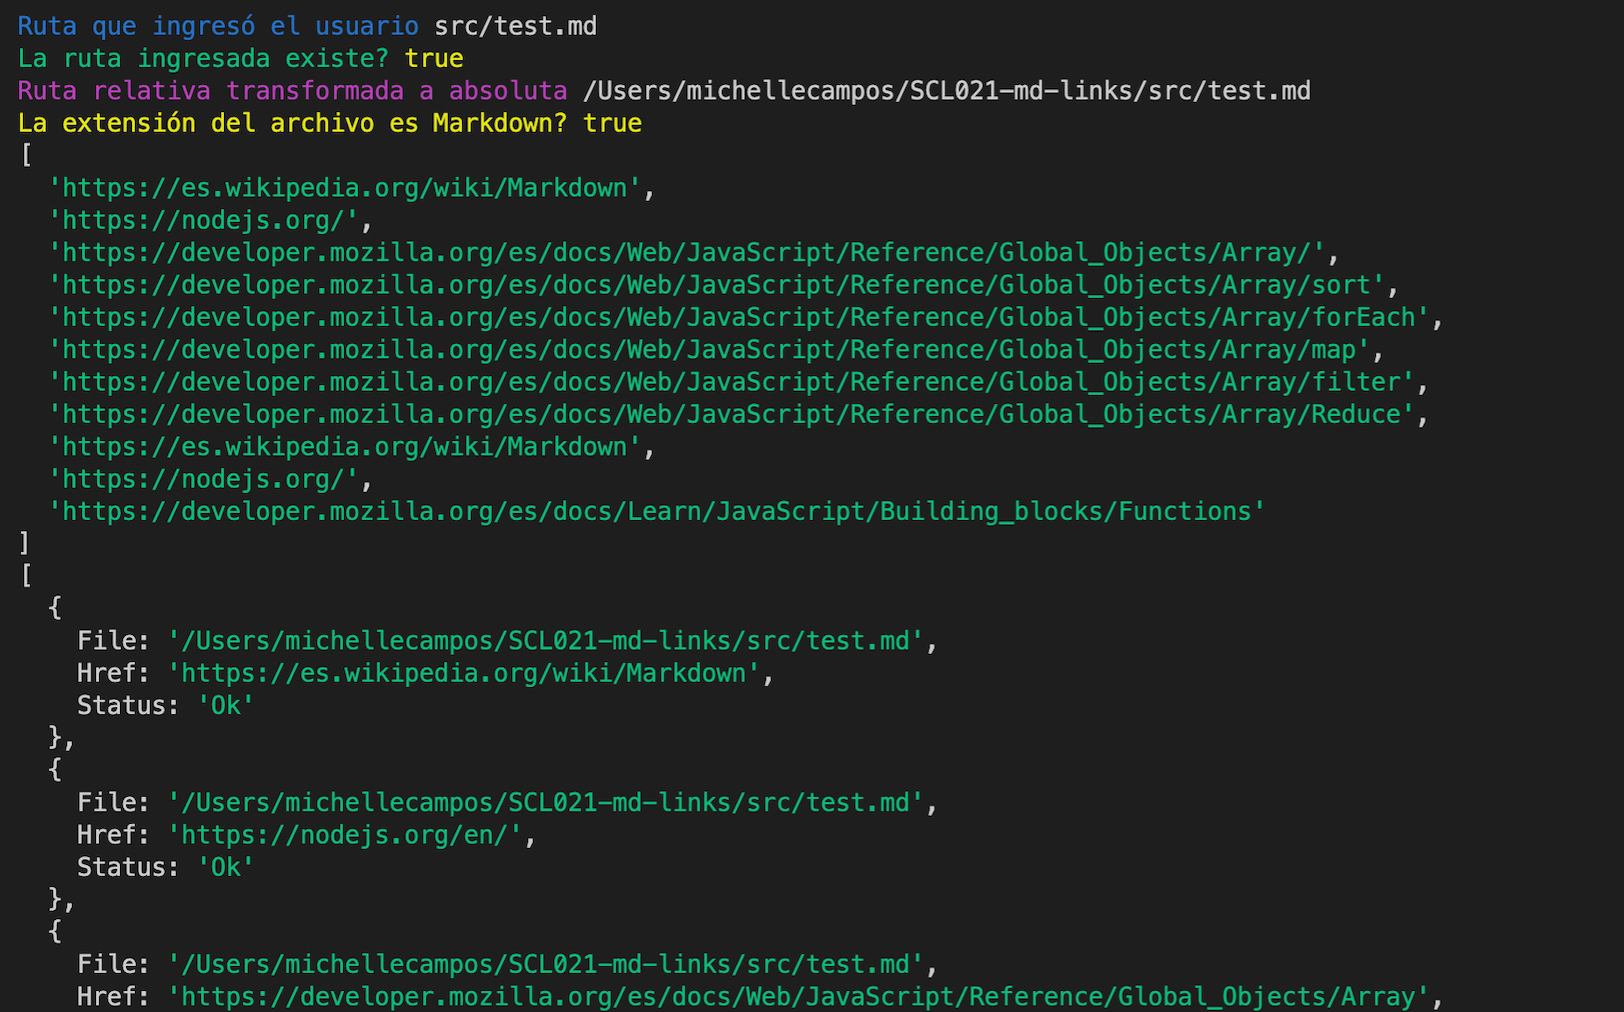 Ruta que ingresó el usuario src/test.md
La ruta ingresada existe? true
Ruta relativa transformada a absoluta /Users/michellecampos/SCL021-md-links/src/test.md
La extensión del archivo es Markdown? true
[
  'https://es.wikipedia.org/wiki/Markdown',
  'https://nodejs.org/',
  'https://developer.mozilla.org/es/docs/Web/JavaScript/Reference/Global_Objects/Array/',
  'https://developer.mozilla.org/es/docs/Web/JavaScript/Reference/Global_Objects/Array/sort',
  'https://developer.mozilla.org/es/docs/Web/JavaScript/Reference/Global_Objects/Array/forEach',
  'https://developer.mozilla.org/es/docs/Web/JavaScript/Reference/Global_Objects/Array/map',
  'https://developer.mozilla.org/es/docs/Web/JavaScript/Reference/Global_Objects/Array/filter',
  'https://developer.mozilla.org/es/docs/Web/JavaScript/Reference/Global_Objects/Array/Reduce',
  'https://es.wikipedia.org/wiki/Markdown',
  'https://nodejs.org/',
  'https://developer.mozilla.org/es/docs/Learn/JavaScript/Building_blocks/Functions'
]
[
  {
    File: '/Users/michellecampos/SCL021-md-links/src/test.md',
    Href: 'https://es.wikipedia.org/wiki/Markdown',
    Status: 'Ok'
  },
  {
    File: '/Users/michellecampos/SCL021-md-links/src/test.md',
    Href: 'https://nodejs.org/en/',
    Status: 'Ok'
  },
  {
    File: '/Users/michellecampos/SCL021-md-links/src/test.md',
    Href: 'https://developer.mozilla.org/es/docs/Web/JavaScript/Reference/Global_Objects/Array',